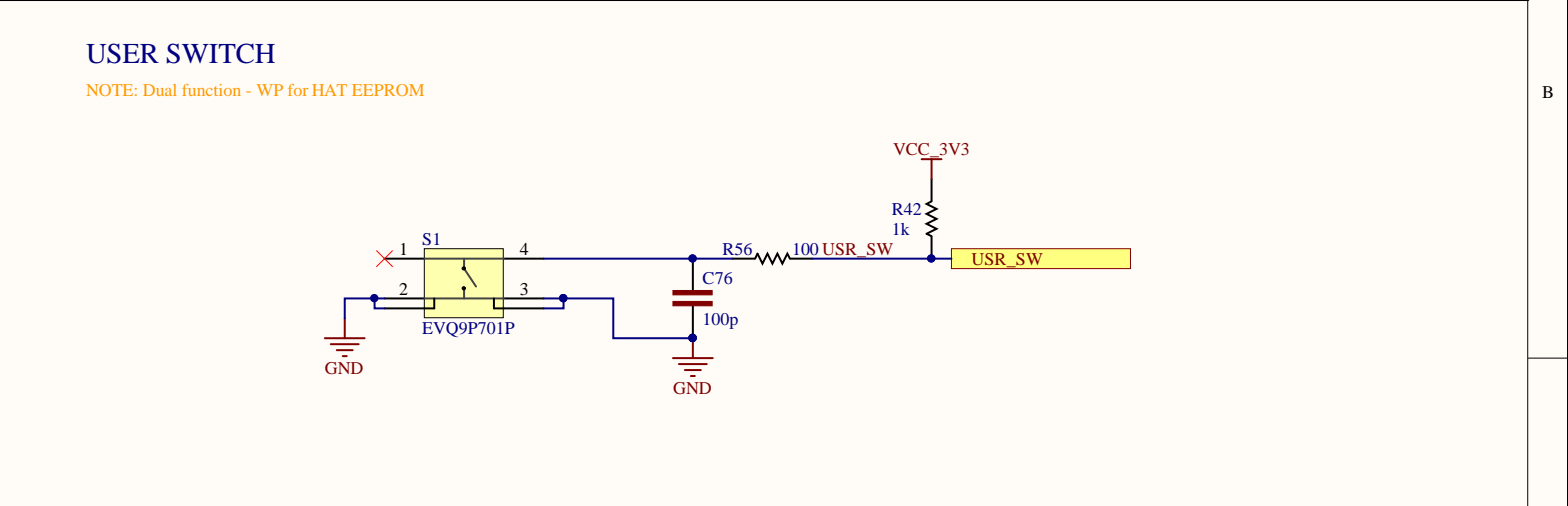 USER SWITCH
NOTE: Dual function - WP for HAT EEPROM
B
VCC_3V3
R42
1k
S1
1
4
R56
100
USR_SW
USR_SW
C76
2
3
100p
EVQ9P701P
GND
GND